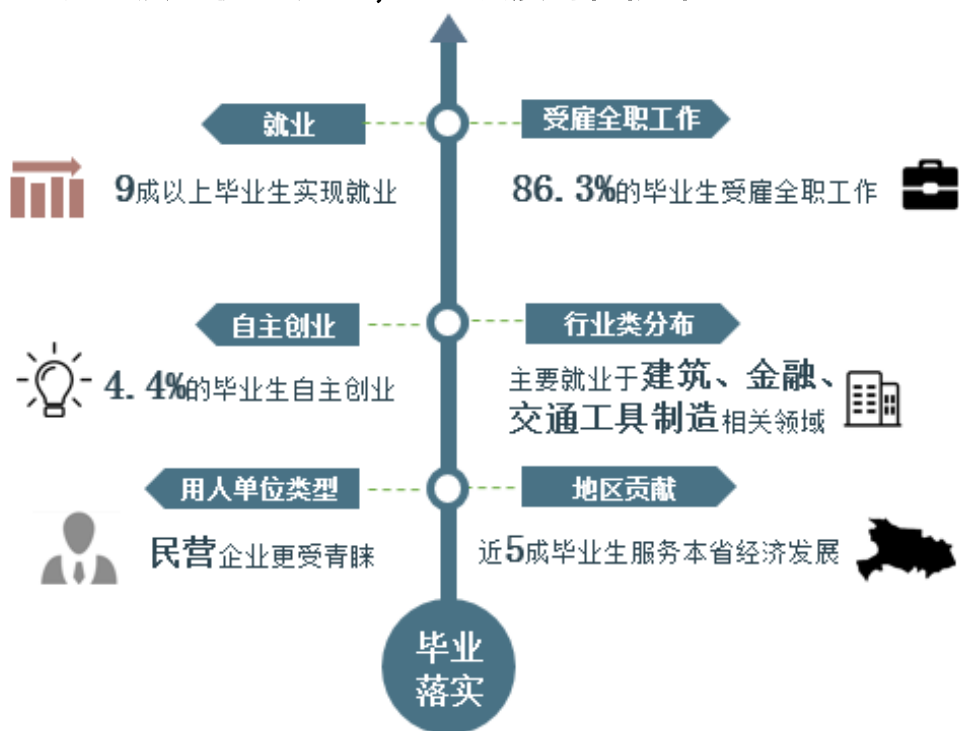 就业
受雇全职工作
9成以上毕业生实现就业
86.3%的毕业生受雇全职工作
自主创业
行业类分布
4.4%的毕业生自主创业
主要就业于建筑、金融、
交通工具制造相关领域
用人单位类型
地区贡献
民营企业更受青睐
近5成毕业生服务本省经济发展
毕业
落实